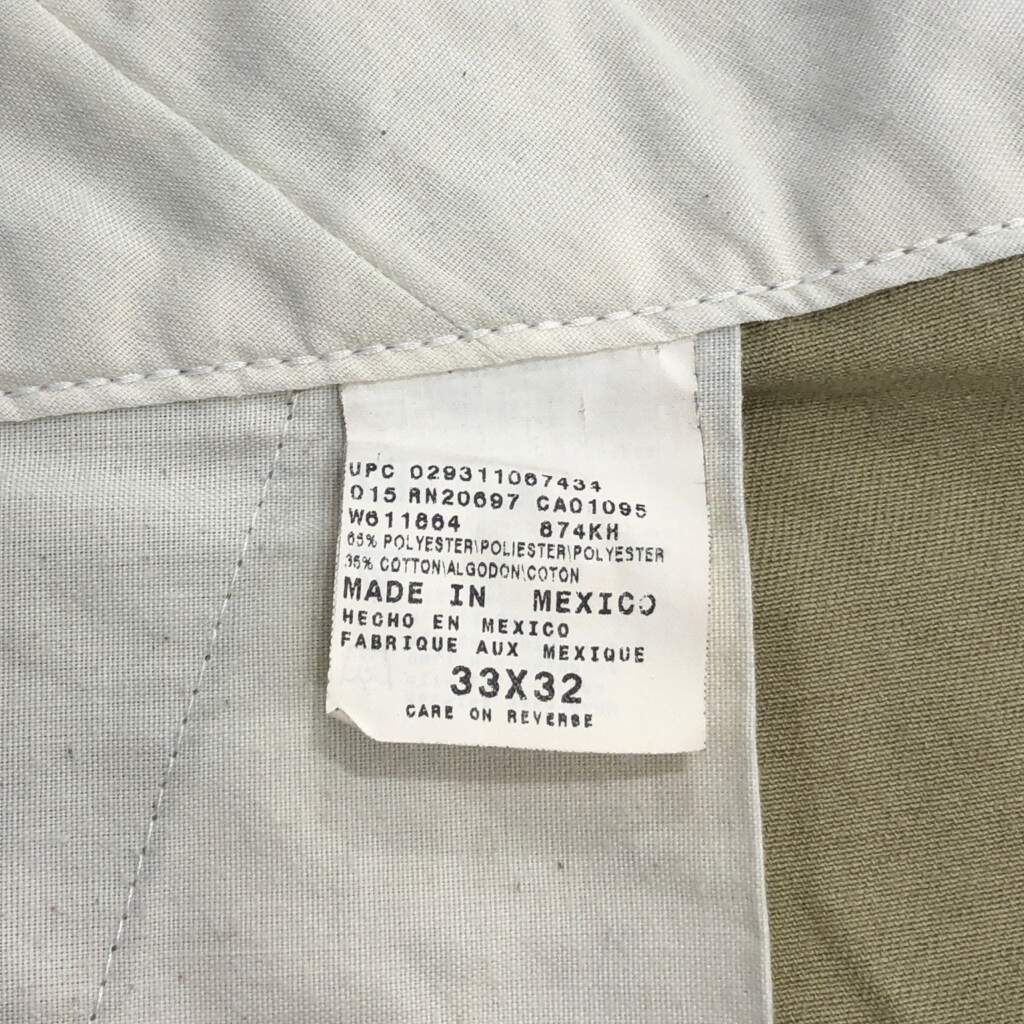 UPC 029311067434
015 RN20697 CA01095
W611864 874KH
65% POLYESTER\POLIESTER\POLYESTER
35% COTTON\ALGODON\COTON
MADE IN MEXICO
HECHO EN MEXICO
FABRIQUE AUX MEXIQUE
33X32
CARE ON REVERSE